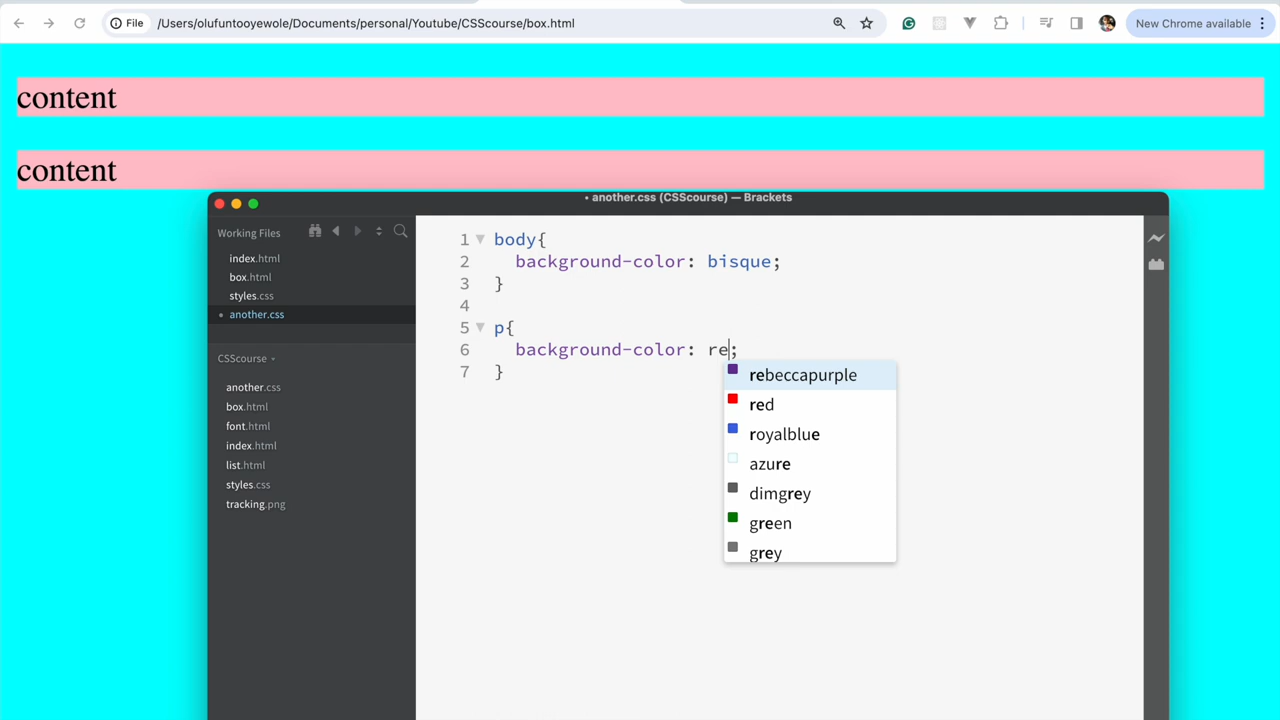 File
/Users/olufuntooyewole/Documents/personal/Youtube/CSScourse/box.html
New Chrome available
content
content
• another.css (CSScourse) — Brackets
Working Files
index.html
box.html
styles.css
• another.css
CSScourse
another.css
box.html
font.html
index.html
list.html
styles.css
tracking.png
1 body{
2 background-color: bisque;
3 }
4
5 p{
6 background-color: re;
7 }
rebeccapurple
red
royalblue
azure
dimgrey
green
grey